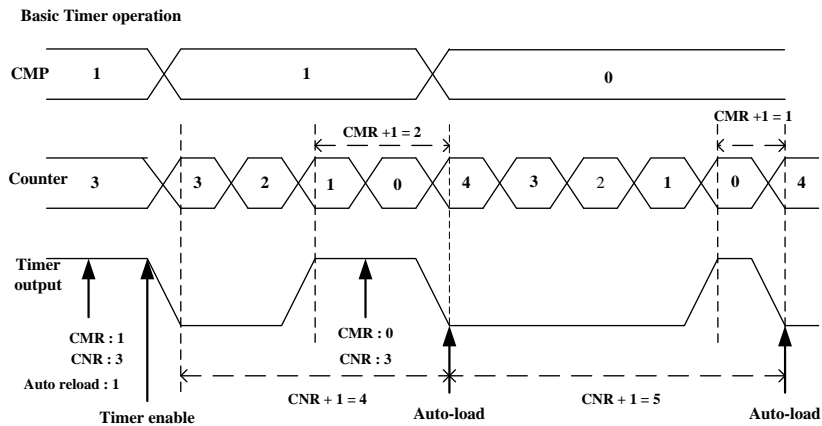 Basic Timer operation
CMP
1
1
0
CMR +1 = 2
CMR +1 = 1
Counter
3
3
2
1
0
4
3
2
1
0
4
Timer
output
CMR : 1
CNR : 3
Auto reload : 1
CMR : 0
CNR : 3
CNR + 1 = 4
CNR + 1 = 5
Timer enable
Auto-load
Auto-load